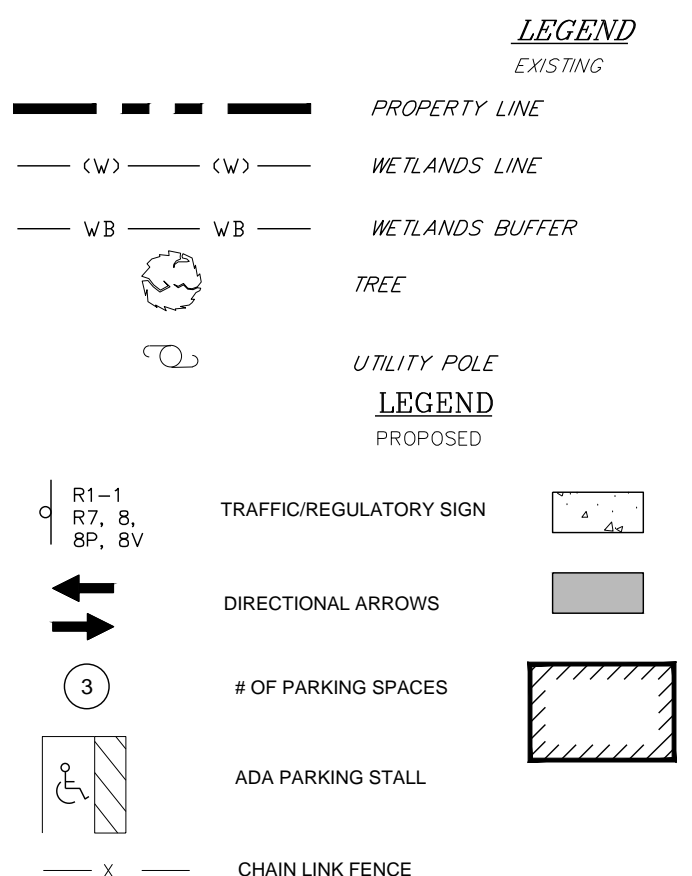 LEGEND
EXISTING
PROPERTY LINE
(W) (W) WETLANDS LINE
WB WB WETLANDS BUFFER
TREE
UTILITY POLE
LEGEND
PROPOSED
R1-1
R7, 8,
8P, 8V
TRAFFIC/REGULATORY SIGN
DIRECTIONAL ARROWS
3 # OF PARKING SPACES
ADA PARKING STALL
X CHAIN LINK FENCE